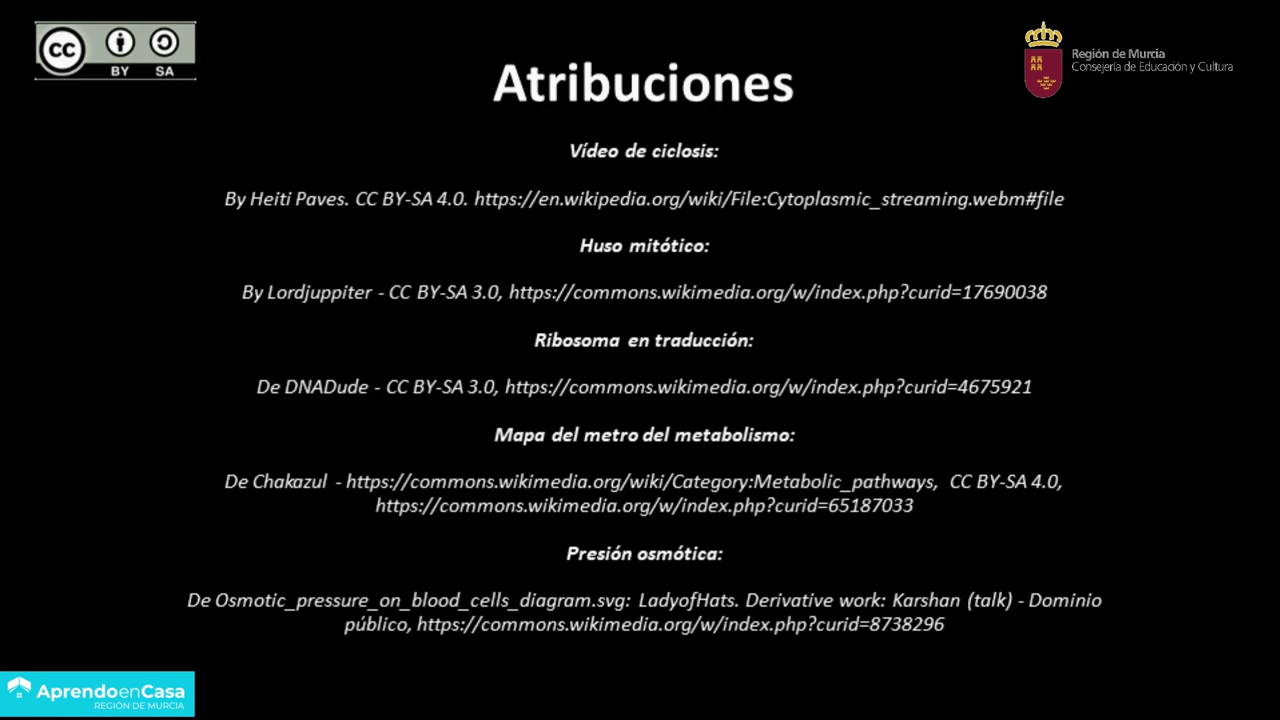 CC
BY SA
Región de Murcia
Consejería de Educación y Cultura
Atribuciones
Vídeo de ciclosis:
By Heiti Paves. CC BY-SA 4.0. https://en.wikipedia.org/wiki/File:Cytoplasmic_streaming.webm#file
Huso mitótico:
By Lordjuppiter - CC BY-SA 3.0, https://commons.wikimedia.org/w/index.php?curid=17690038
Ribosoma en traducción:
De DNADude - CC BY-SA 3.0, https://commons.wikimedia.org/w/index.php?curid=4675921
Mapa del metro del metabolismo:
De Chakazul - https://commons.wikimedia.org/wiki/Category:Metabolic_pathways, CC BY-SA 4.0,
https://commons.wikimedia.org/w/index.php?curid=65187033
Presión osmótica:
De Osmotic_pressure_on_blood_cells_diagram.svg: LadyofHats. Derivative work: Karshan (talk) - Dominio
público, https://commons.wikimedia.org/w/index.php?curid=8738296
AprendoenCasa
REGIÓN DE MURCIA